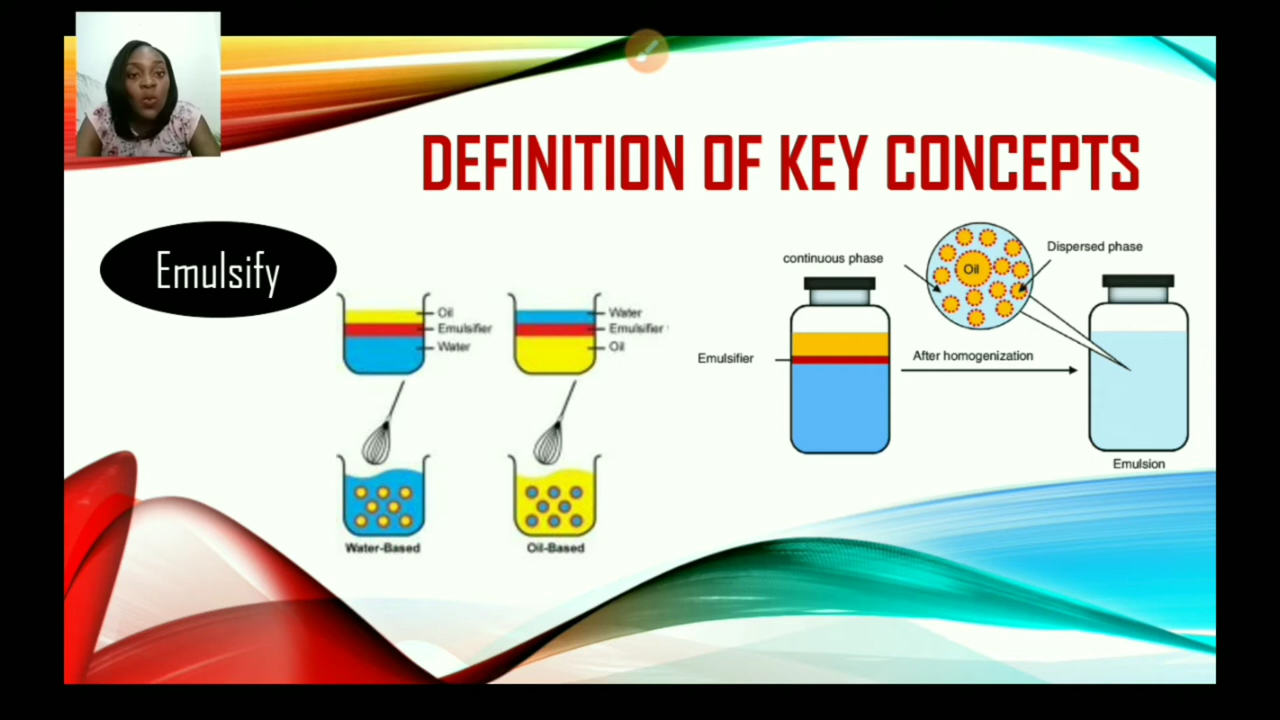 DEFINITION OF KEY CONCEPTS
Emulsify
Oil
Emulsifier
Water
Water
Emulsifier
Oil
Water-Based
Oil-Based
continuous phase
Dispersed phase
Oil
Emulsifier
After homogenization
Emulsion